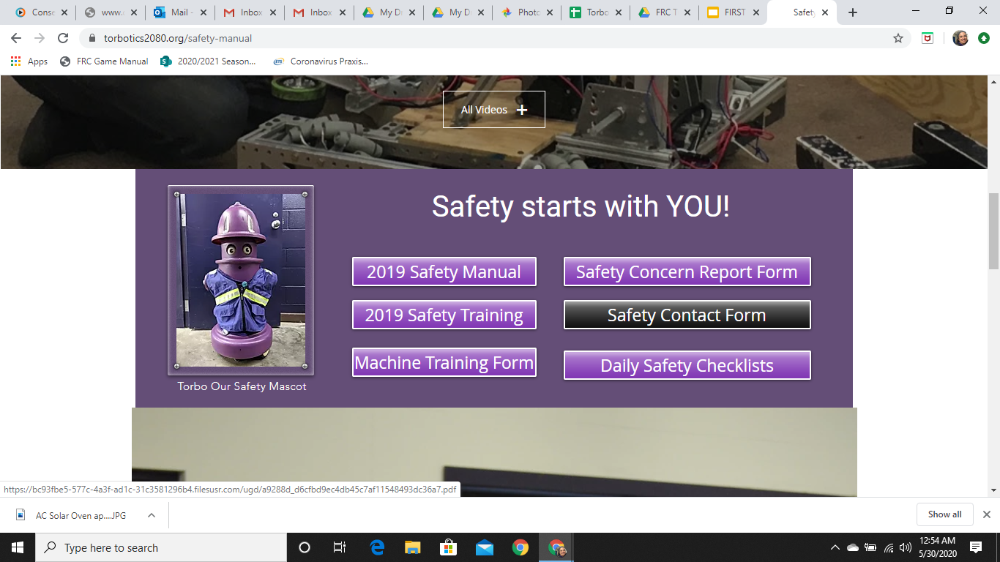 Conse
www.
Mail -
Inbox
Inbox
My Dr
My D
Photo
Torbo
FRC T
FIRST
Safety
torbotics2080.org/safety-manual
Apps
FRC Game Manual
2020/2021 Season...
Coronavirus Praxis...
All Videos +
Safety starts with YOU!
2019 Safety Manual
Safety Concern Report Form
2019 Safety Training
Safety Contact Form
Machine Training Form
Daily Safety Checklists
Torbo Our Safety Mascot
https://bc93fbe5-577c-4a3f-ad1c-31c3581296b4.filesusr.com/ugd/a9288d_d6cfbd9ec4db45c7af11548493dc36a7.pdf
AC Solar Oven ap....JPG
Show all
Type here to search
12:54 AM
5/30/2020